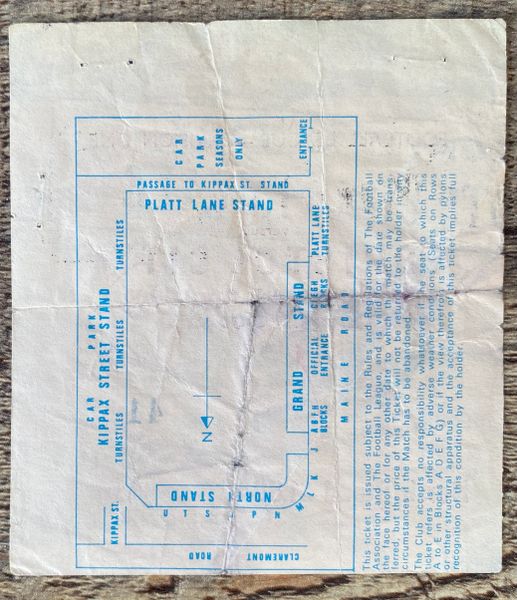 CAR PARK
KIPPAX STREET STAND
KIPPAX ST.
TURNSTILES
TURNSTILES
TURNSTILES
PASSAGE TO KIPPAX ST. STAND
PLATT LANE STAND
CAR
PARK
SEASONS
ONLY
ENTRANCE
N
CLAREMONT
ROAD
NORTH STAND
U T S P N M L K J
GRAND STAND
BLOCKS
OFFICIAL
ENTRANCE
BLOCKS
PLATT LANE
TURNSTILES
MAINE ROAD
This ticket is issued subject to the Rules and Regulations of The Football
Association and The Football League, and is valid for the date shown on
the face hereof or for any other date to which the match may be trans-
ferred, but the price of this Ticket will not be returned to the holder in any
circumstances if the Match has to be abandoned.
The Club accepts no responsibility whatsoever if the seat to which this
ticket refers is affected by adverse weather conditions (Seats on Rows
A to E in Blocks A D E F G) or if the view therefrom is affected by pylons
or other structural apparatus and the acceptance of this ticket implies full
recognition of this condition by the holder.